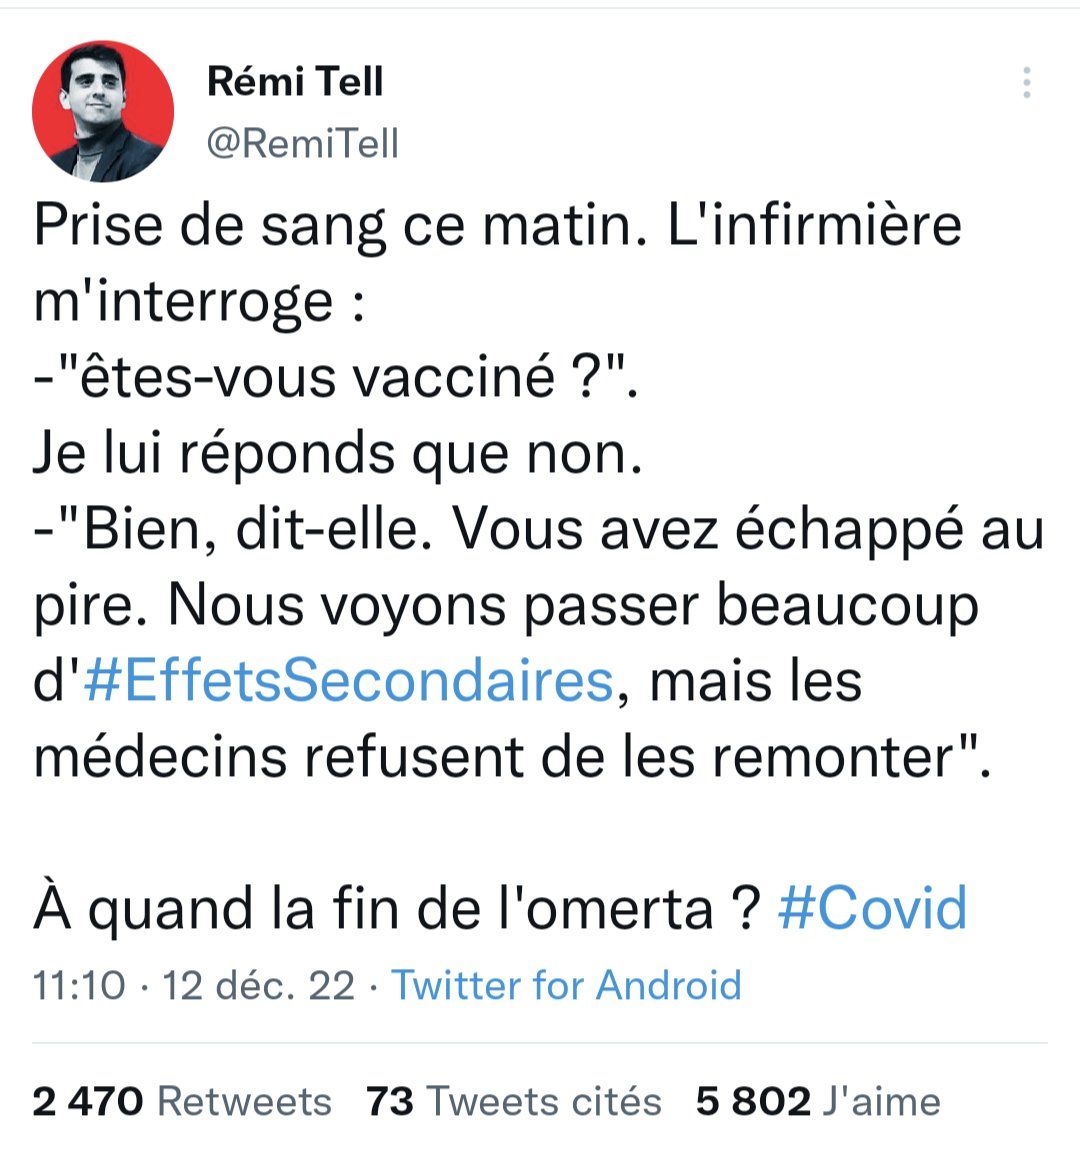 Rémi Tell
@RemiTell
Prise de sang ce matin. L'infirmière
m'interroge :
-"êtes-vous vacciné ?".
Je lui réponds que non.
-"Bien, dit-elle. Vous avez échappé au
pire. Nous voyons passer beaucoup
d'#EffetsSecondaires, mais les
médecins refusent de les remonter".
À quand la fin de l'omerta ? #Covid
11:10 · 12 déc. 22 · Twitter for Android
2 470 Retweets 73 Tweets cités 5 802 J'aime